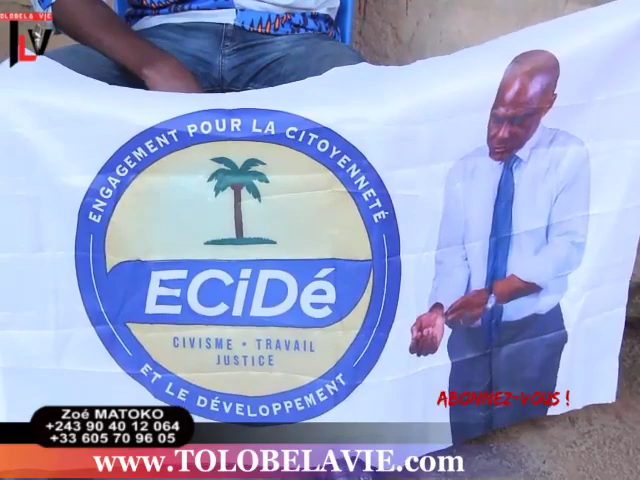 TOLOBELA VIE
LV
ENGAGEMENT POUR LA CITOYENNETÉ
ECiDé
CIVISME • TRAVAIL
JUSTICE
ET LE DÉVELOPPEMENT
ABONNEZ-VOUS !
Zoé MATOKO
+243 90 40 12 064
+33 605 70 96 05
www.TOLOBELAVIE.com